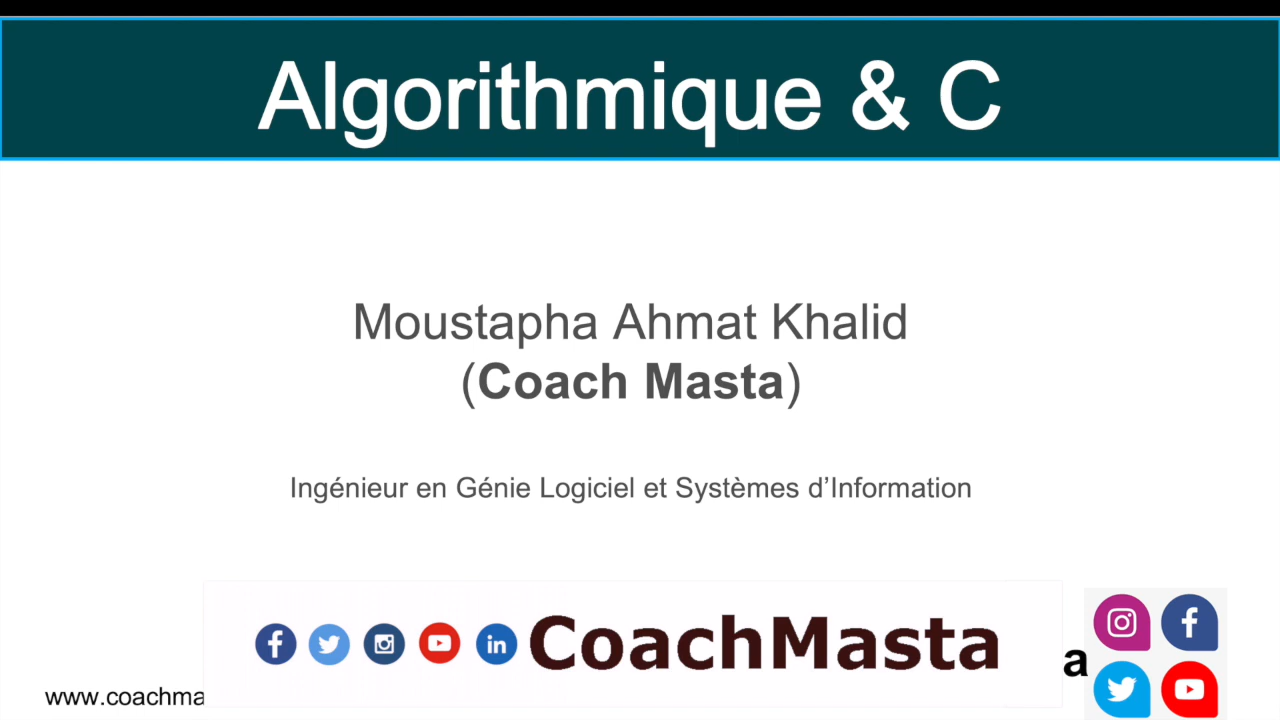 Algorithmique & C
Moustapha Ahmat Khalid
(Coach Masta)
Ingénieur en Génie Logiciel et Systèmes d’Information
CoachMasta
a
www.coachma